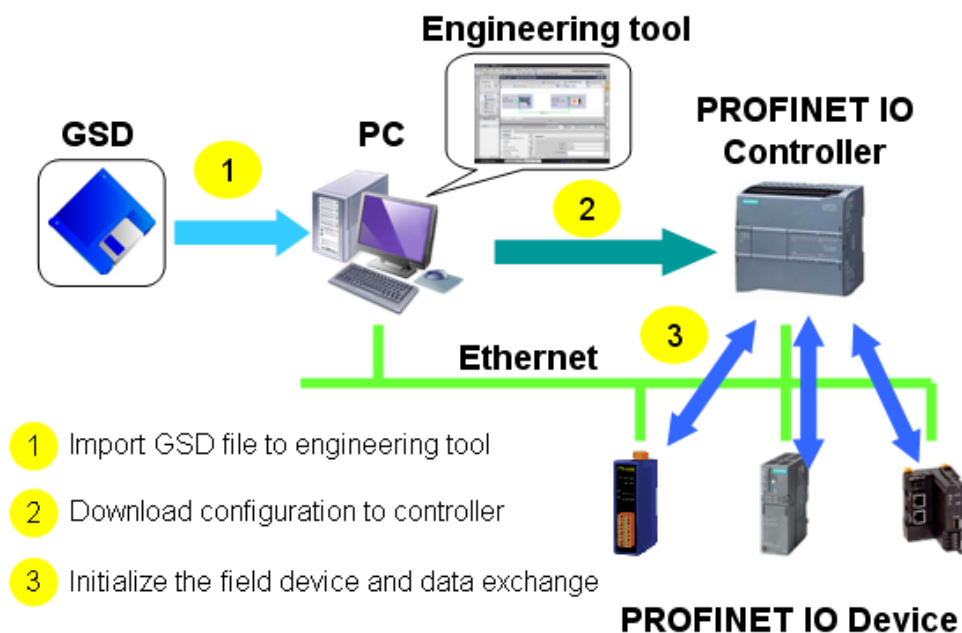 Engineering tool
PROFINET IO
Controller
GSD
PC
1
2
3
Ethernet
1 Import GSD file to engineering tool
2 Download configuration to controller
3 Initialize the field device and data exchange
PROFINET IO Device